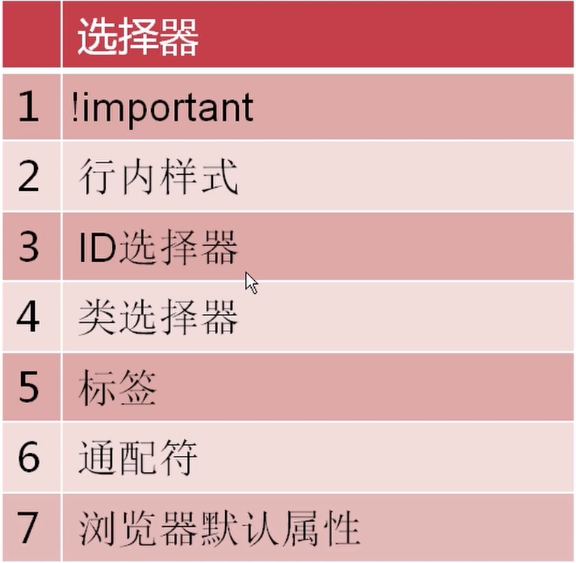 选择器
1 !important
2 行内样式
3 ID选择器
4 类选择器
5 标签
6 通配符
7 浏览器默认属性